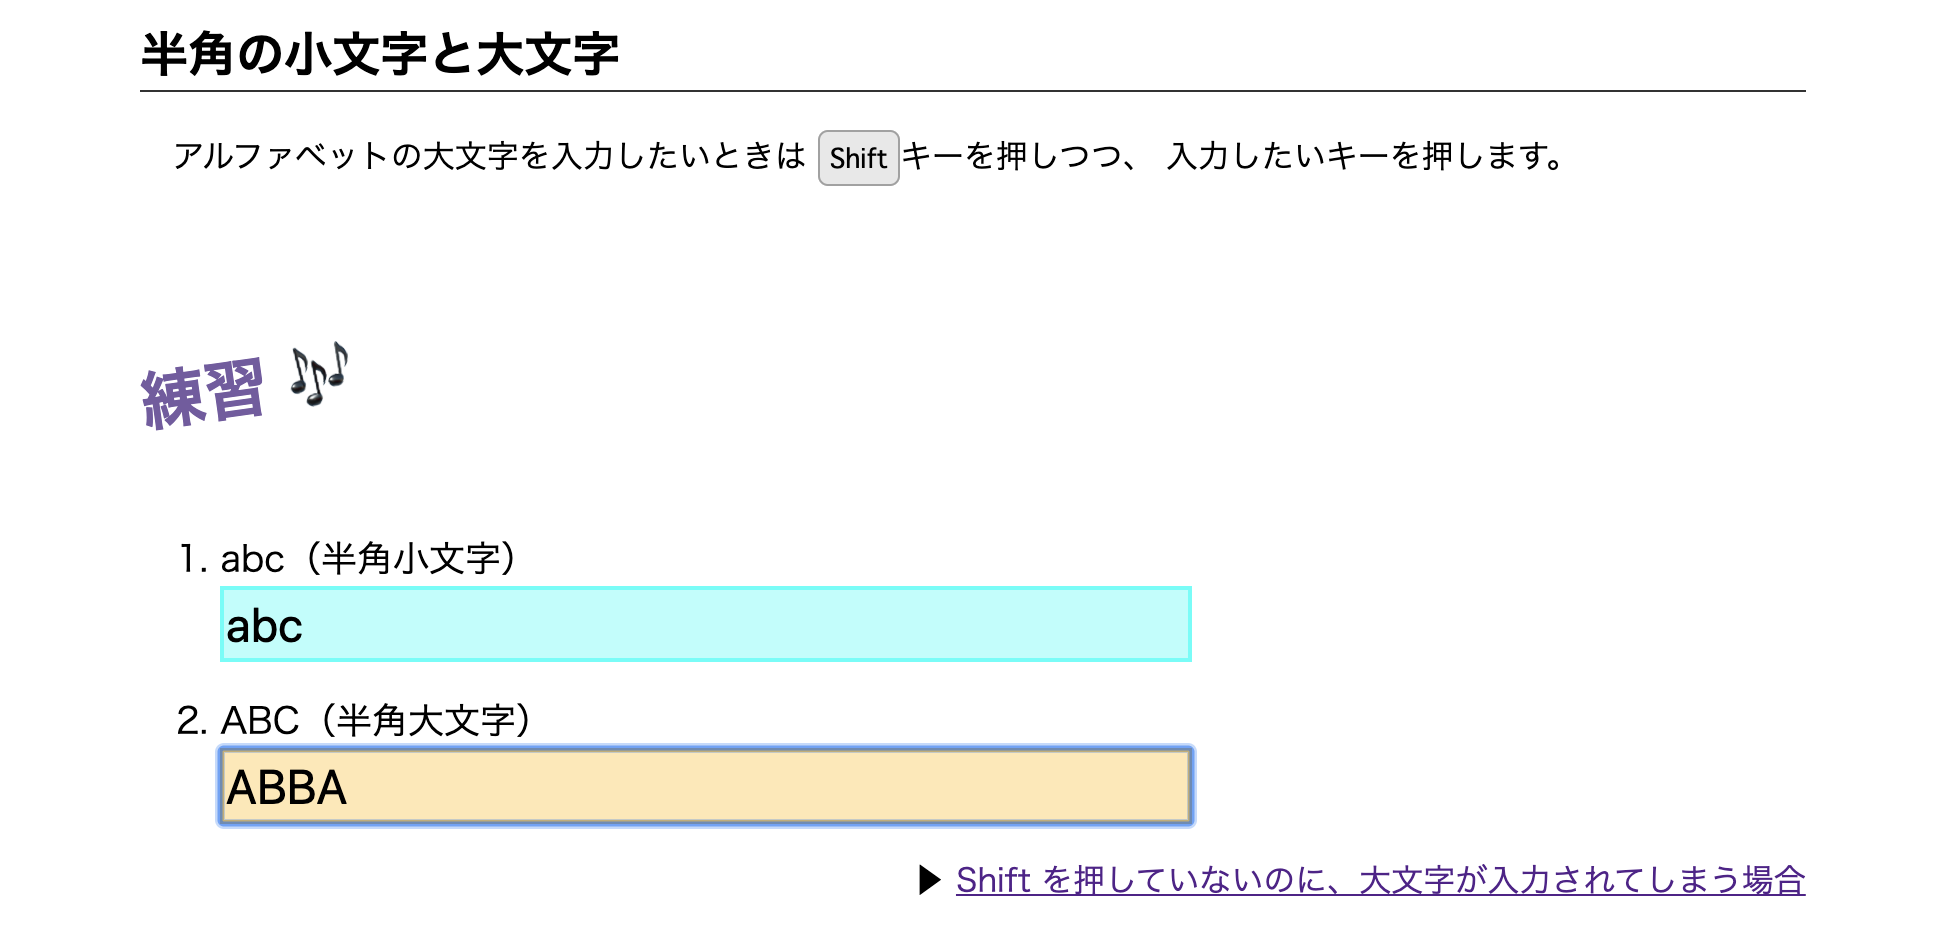 半角の小文字と大文字
アルファベットの大文字を入力したいときは Shift キーを押しつつ、 入力したいキーを押します。
練習
1. abc（半角小文字）
abc
2. ABC（半角大文字）
ABBA
▶ Shift を押していないのに、大文字が入力されてしまう場合